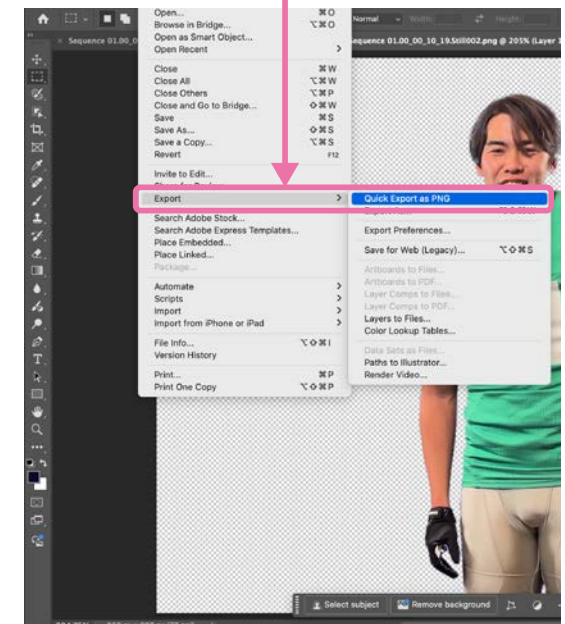 Open... ⌘O
Normal
Width:
Height:
Browse in Bridge... ⌥⌘O
Open as Smart Object...
Open Recent >
× Sequence 01.00_0
equence 01.00_00_10_19.Still002.png @ 205% (Layer 1
Close ⌘W
Close All ⌥⌘W
Close Others ⌥⌘P
Close and Go to Bridge... ⇧⌘W
Save ⌘S
Save As... ⇧⌘S
Save a Copy... ⌥⌘S
Revert F12
Invite to Edit...
Export >
Quick Export as PNG
Search Adobe Stock...
Search Adobe Express Templates...
Place Embedded...
Place Linked...
Package...
Export Preferences...
Save for Web (Legacy)... ⌥⇧⌘S
Artboards to Files...
Artboards to PDF...
Layer Comps to Files...
Layer Comps to PDF...
Layers to Files...
Color Lookup Tables...
Data Sets as Files...
Paths to Illustrator...
Render Video...
Automate >
Scripts >
Import >
Import from iPhone or iPad >
File Info... ⌥⇧⌘I
Version History
Print... ⌘P
Print One Copy ⌥⇧⌘P
Select subject
Remove background